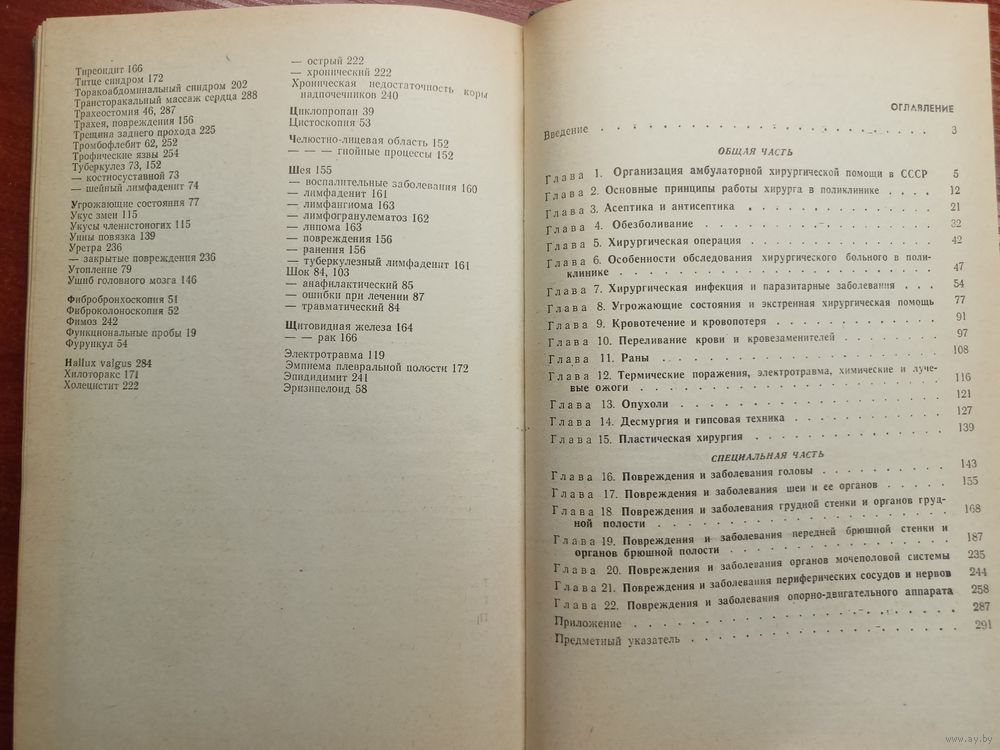 Тиреоидит 166
Титце синдром 172
Торакоабдоминальный синдром 202
Трансторакальный массаж сердца 288
Трахеостомия 46, 287
Трахея, повреждения 156
Трещина заднего прохода 225
Тромбофлебит 62, 252
Трофические язвы 254
Туберкулез 73, 152
— костносуставной 73
— шейный лимфаденит 74
Угрожающие состояния 77
Укус змеи 115
Укусы членистоногих 115
Унны повязка 139
Уретра 236
— закрытые повреждения 236
Утопление 79
Ушиб головного мозга 146
Фибробронхоскопия 51
Фиброколоноскопия 52
Фимоз 242
Функциональные пробы 19
Фурункул 54
Hallux valgus 284
Хилоторакс 171
Холецистит 222
— острый 222
— хронический 222
Хроническая недостаточность коры
надпочечников 240
Циклопропан 39
Цистоскопия 53
Челюстно-лицевая область 152
— — — гнойные процессы 152
Шея 155
— воспалительные заболевания 160
— лимфаденит 161
— лимфангиома 163
— лимфогранулематоз 162
— липома 163
— повреждения 156
— ранения 156
— туберкулезный лимфаденит 161
Шок 84, 103
— анафилактический 85
— ошибки при лечении 87
— травматический 84
Щитовидная железа 164
— — рак 166
Электротравма 119
Эмпиема плевральной полости 172
Эпидидимит 241
Эризипелоид 58
ОГЛАВЛЕНИЕ
Введение 3
ОБЩАЯ ЧАСТЬ
Глава 1. Организация амбулаторной хирургической помощи в СССР 5
Глава 2. Основные принципы работы хирурга в поликлинике 12
Глава 3. Асептика и антисептика 21
Глава 4. Обезболивание 32
Глава 5. Хирургическая операция 42
Глава 6. Особенности обследования хирургического больного в поли-
клинике 47
Глава 7. Хирургическая инфекция и паразитарные заболевания 54
Глава 8. Угрожающие состояния и экстренная хирургическая помощь 77
Глава 9. Кровотечение и кровопотеря 91
Глава 10. Переливание крови и кровезаменителей 97
Глава 11. Раны 108
Глава 12. Термические поражения, электротравма, химические и луче-
вые ожоги 116
Глава 13. Опухоли 121
Глава 14. Десмургия и гипсовая техника 127
Глава 15. Пластическая хирургия 139
СПЕЦИАЛЬНАЯ ЧАСТЬ
Глава 16. Повреждения и заболевания головы 143
Глава 17. Повреждения и заболевания шеи и ее органов 155
Глава 18 Повреждения и заболевания грудной стенки и органов груд-
ной полости 168
Глава 19. Повреждения и заболевания передней брюшной стенки и
органов брюшной полости 187
Глава 20. Повреждения и заболевания органов мочеполовой системы 235
Глава 21. Повреждения и заболевания периферических сосудов и нервов 244
Глава 22. Повреждения и заболевания опорно-двигательного аппарата 258
Приложение 287
Предметный указатель 291
www.ay.by